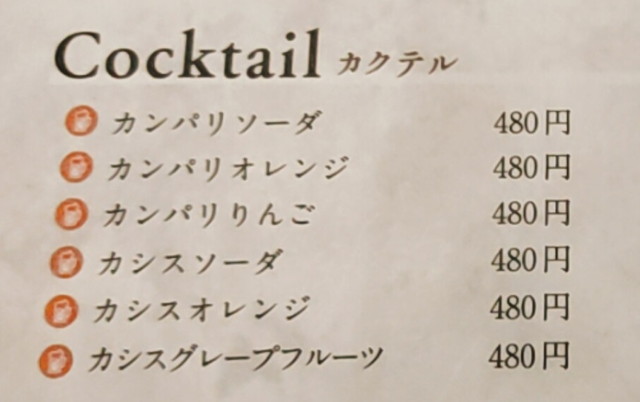 Cocktail カクテル
カンパリソーダ 480円
カンパリオレンジ 480円
カンパリりんご 480円
カシスソーダ 480円
カシスオレンジ 480円
カシスグレープフルーツ 480円